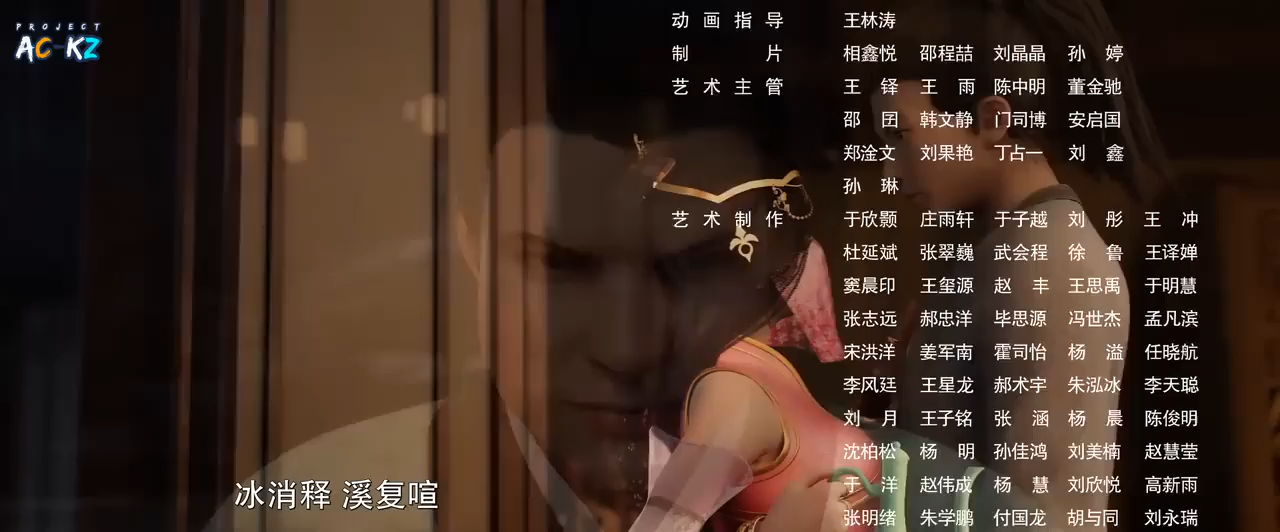 PROJECT
AC-KZ
动画指导 王林涛
制片 相鑫悦 邵程喆 刘晶晶 孙婷
艺术主管 王铎 王雨 陈中明 董金驰
邵囝 韩文静 门司博 安启国
郑淦文 刘果艳 丁占一 刘鑫
孙琳
艺术制作 于欣颢 庄雨轩 于子越 刘彤 王冲
杜延斌 张翠巍 武会程 徐鲁 王译婵
窦晨印 王玺源 赵丰 王思禹 于明慧
张志远 郝忠洋 毕思源 冯世杰 孟凡滨
宋洪洋 姜军南 霍司怡 杨溢 任晓航
李风廷 王星龙 郝术宇 朱泓冰 李天聪
刘月 王子铭 张涵 杨晨 陈俊明
沈柏松 杨明 孙佳鸿 刘美楠 赵慧莹
于洋 赵伟成 杨慧 刘欣悦 高新雨
张明绪 朱学鹏 付国龙 胡与同 刘永瑞
冰消释 溪复喧